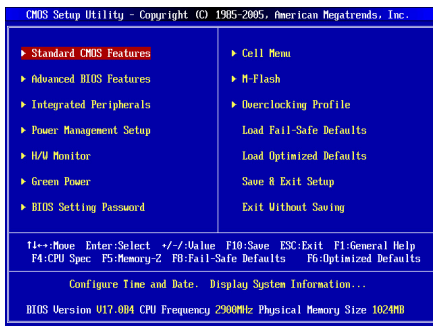 CMOS Setup Utility - Copyright (C) 1985-2005, American Megatrends, Inc.
▶ Standard CMOS Features
▶ Advanced BIOS Features
▶ Integrated Peripherals
▶ Power Management Setup
▶ H/W Monitor
▶ Green Power
▶ BIOS Setting Password
▶ Cell Menu
▶ M-Flash
▶ Overclocking Profile
Load Fail-Safe Defaults
Load Optimized Defaults
Save & Exit Setup
Exit Without Saving
↑↓←→:Move Enter:Select +/-/:Value F10:Save ESC:Exit F1:General Help
F4:CPU Spec F5:Memory-Z F8:Fail-Safe Defaults F6:Optimized Defaults
Configure Time and Date. Display System Information...
BIOS Version V17.0B4 CPU Frequency 2900MHz Physical Memory Size 1024MB